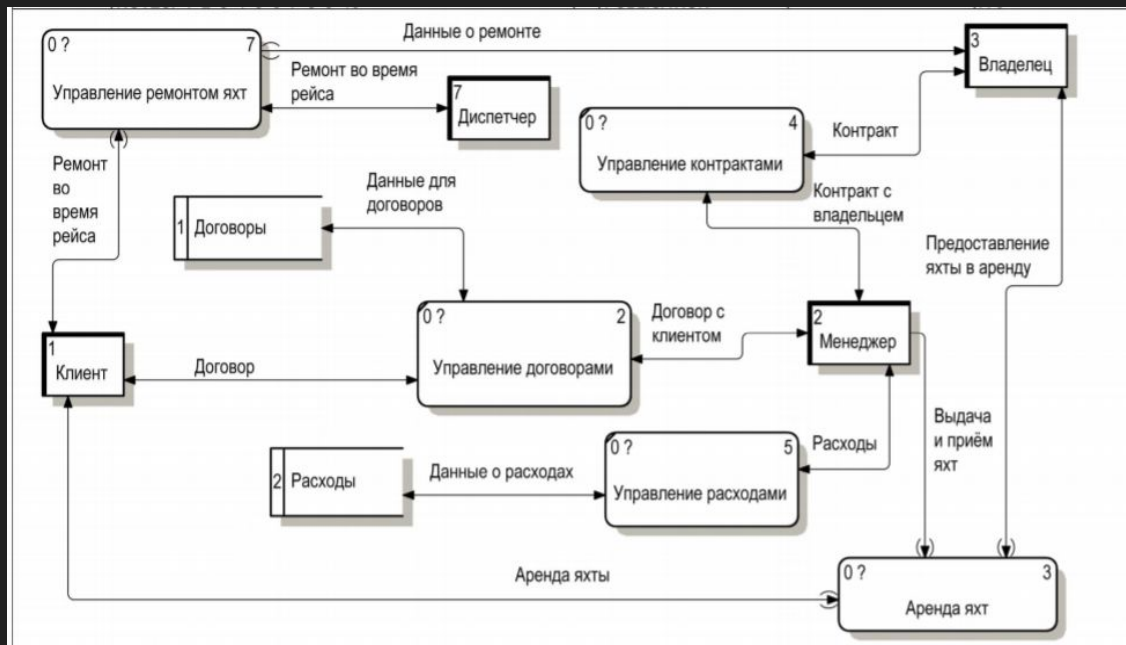 Данные о ремонте
0 ?
7
Управление ремонтом яхт
Ремонт во время
рейса
7
Диспетчер
3
Владелец
0 ?
4
Управление контрактами
Контракт
Ремонт
во
время
рейса
Данные для
договоров
1
Договоры
Контракт с
владельцем
Предоставление
яхты в аренду
0 ?
2
Управление договорами
Договор с
клиентом
2
Менеджер
1
Клиент
Договор
Выдача
и приём
яхт
2
Расходы
Данные о расходах
0 ?
5
Управление расходами
Расходы
Аренда яхты
0 ?
3
Аренда яхт